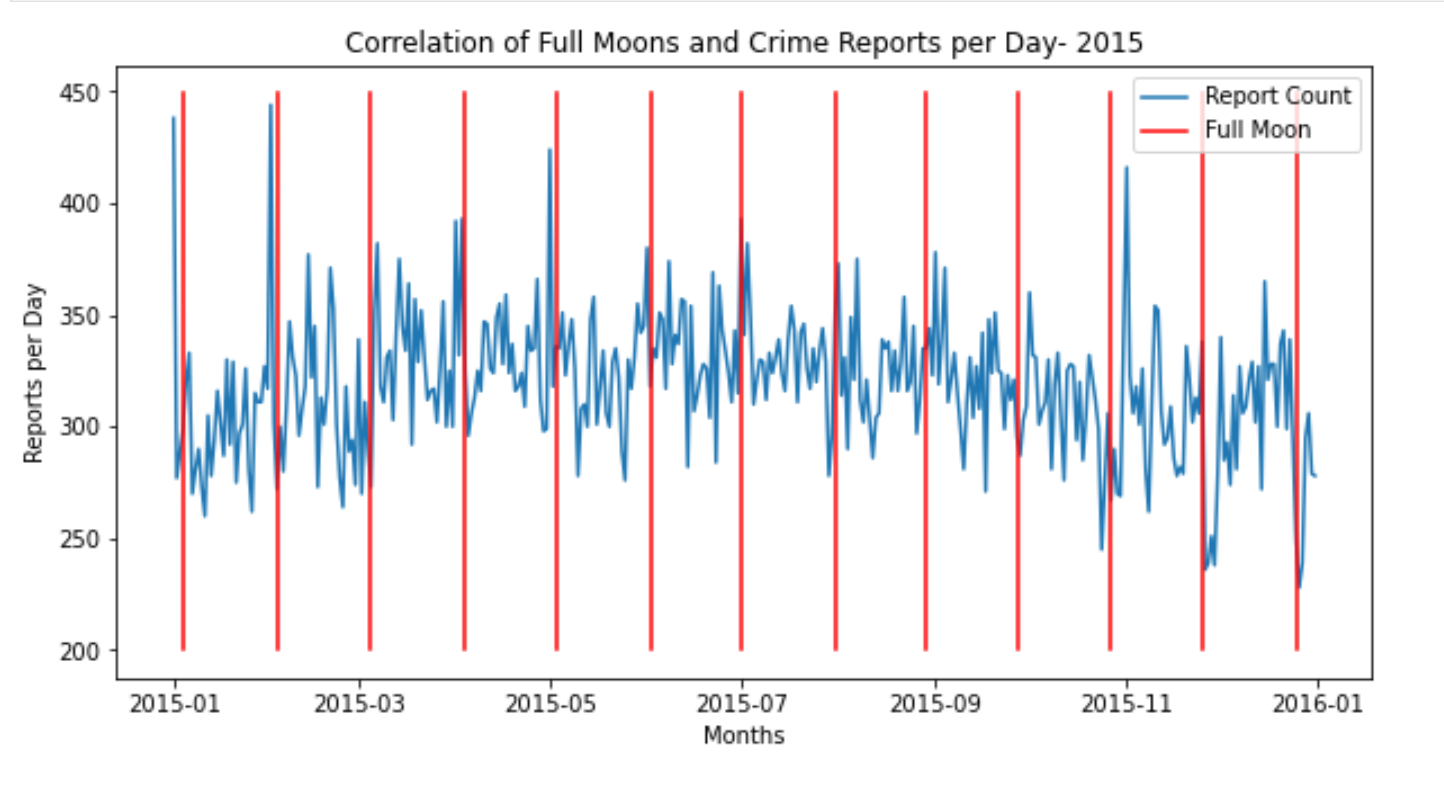 Correlation of Full Moons and Crime Reports per Day- 2015
Report Count
Full Moon
450
400
350
300
250
200
Reports per Day
2015-01 2015-03 2015-05 2015-07 2015-09 2015-11 2016-01
Months